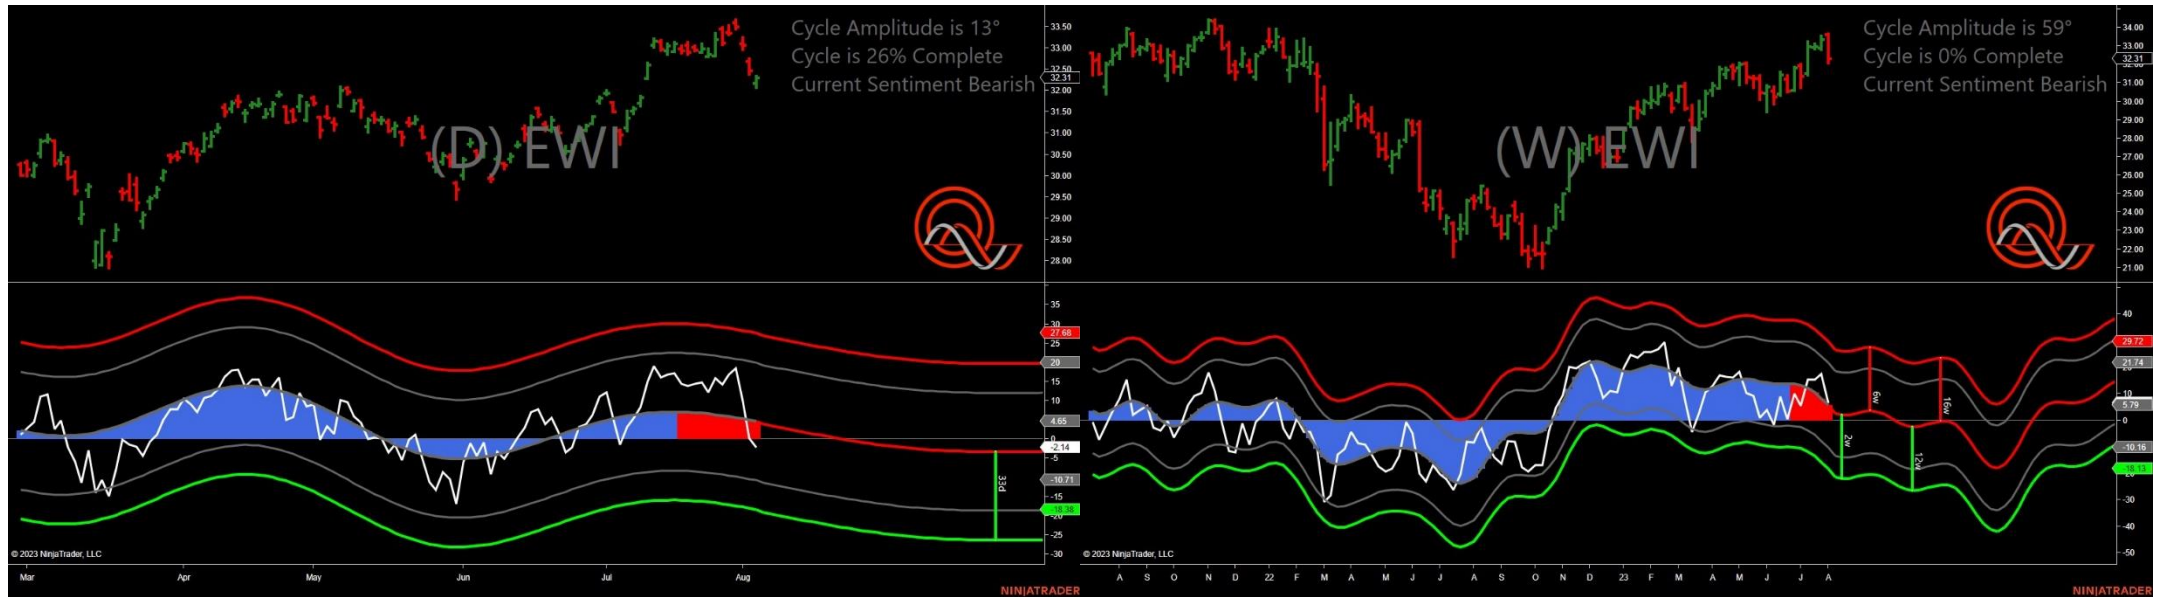 Cycle Amplitude is 13°
Cycle is 26% Complete
Current Sentiment Bearish
(D) EWI
33.50
33.00
32.50
32.31
32.00
31.50
31.00
30.50
30.00
29.50
29.00
28.50
28.00
35
30
27.68
25
20
15
10
4.65
0
-2.14
-5
-10.71
-15
-18.38
-25
-30
33d
© 2023 NinjaTrader, LLC
Mar Apr May Jun Jul Aug
NINJATRADER
Cycle Amplitude is 59°
Cycle is 0% Complete
Current Sentiment Bearish
(W) EWI
34.00
33.00
32.31
31.00
30.00
29.00
28.00
27.00
26.00
25.00
24.00
23.00
22.00
21.00
40
29.72
21.74
10
5.79
0
-10.16
-18.13
-30
-40
-50
2w
6w
12w
16w
© 2023 NinjaTrader, LLC
A S O N D 22 F M A M J J A S O N D 23 F M A M J J A
NINJATRADER